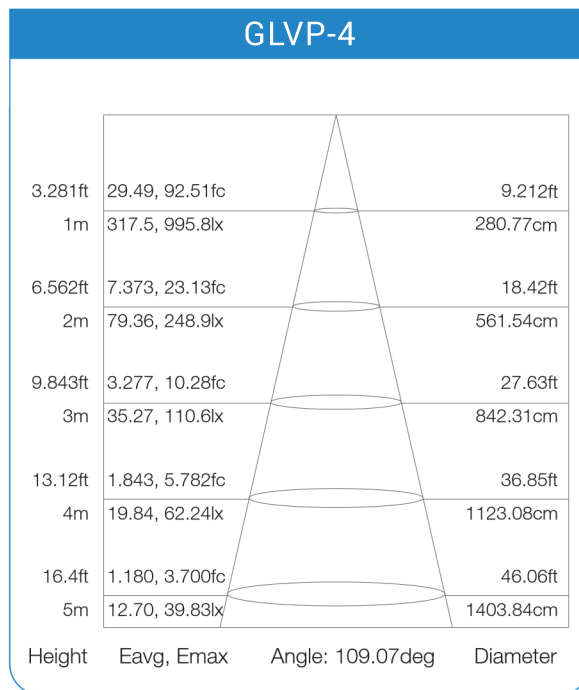 GLVP-4
3.281ft 29.49, 92.51fc 9.212ft
1m 317.5, 995.8lx 280.77cm
6.562ft 7.373, 23.13fc 18.42ft
2m 79.36, 248.9lx 561.54cm
9.843ft 3.277, 10.28fc 27.63ft
3m 35.27, 110.6lx 842.31cm
13.12ft 1.843, 5.782fc 36.85ft
4m 19.84, 62.24lx 1123.08cm
16.4ft 1.180, 3.700fc 46.06ft
5m 12.70, 39.83lx 1403.84cm
Height Eavg, Emax Angle: 109.07deg Diameter